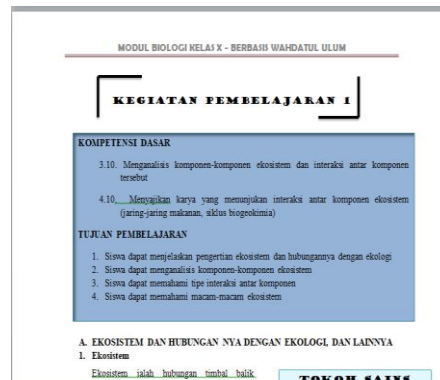 MODUL BIOLOGI KELAS X – BERBASIS WAHDATUL ULUM
KEGIATAN PEMBELAJARAN 1
KOMPETENSI DASAR
3.10. Menganalisis komponen-komponen ekosistem dan interaksi antar komponen
tersebut
4.10. Menyajikan karya yang menunjukan interaksi antar komponen ekosistem
(jaring-jaring makanan, siklus biogeokimia)
TUJUAN PEMBELAJARAN
1. Siswa dapat menjelaskan pengertian ekosistem dan hubungannya dengan ekologi
2. Siswa dapat menganalisis komponen-komponen ekosistem
3. Siswa dapat memahami tipe interaksi antar komponen
4. Siswa dapat memahami macam-macam ekosistem
A. EKOSISTEM DAN HUBUNGAN NYA DENGAN EKOLOGI, DAN LAINNYA
1. Ekosistem
Ekosistem ialah hubungan timbal balik
TOKOH SAINS